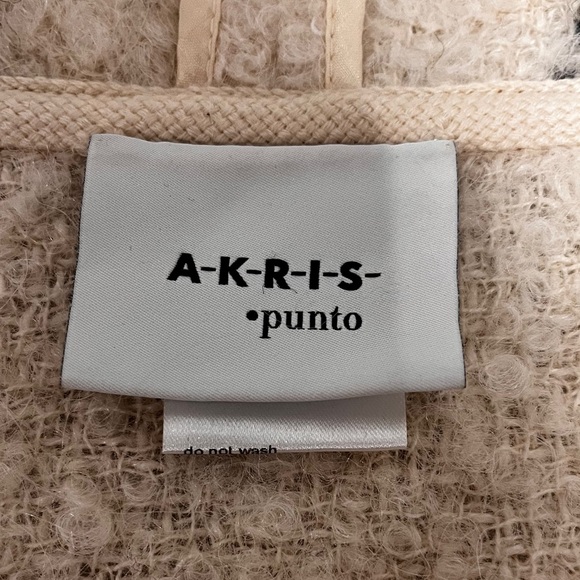 A-K-R-I-S-
•punto
do not wash